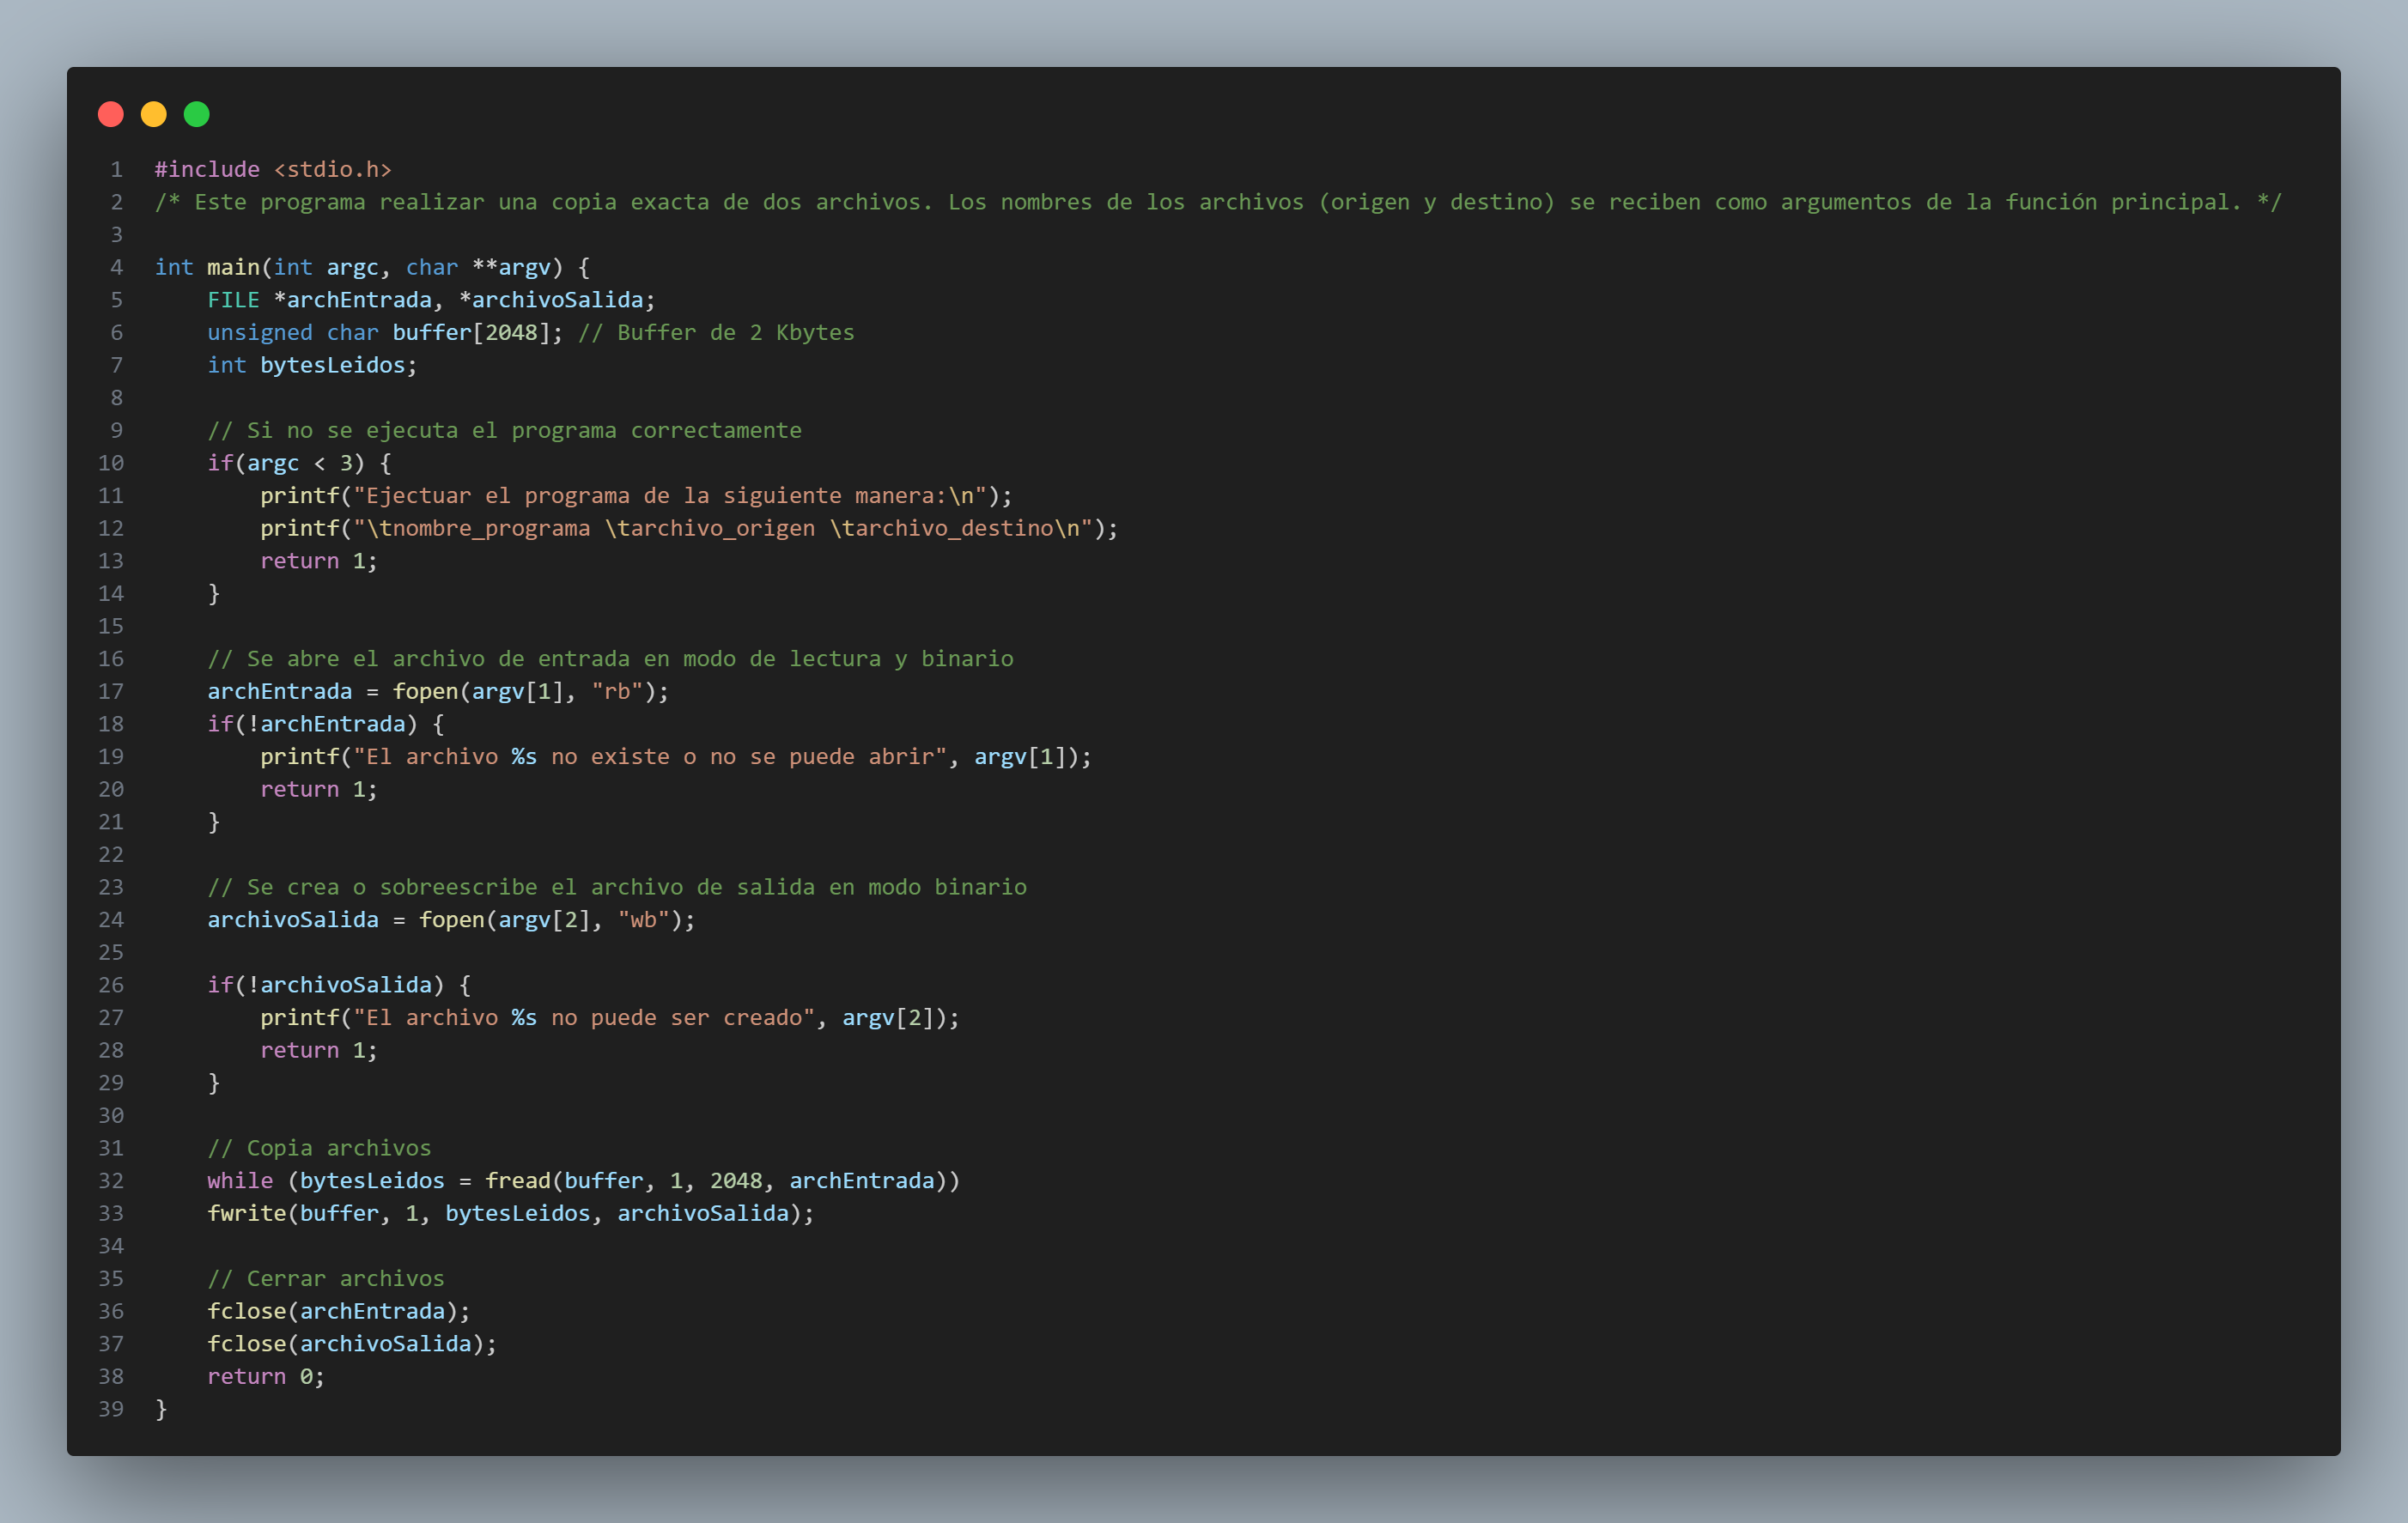 1 #include <stdio.h>
2 /* Este programa realizar una copia exacta de dos archivos. Los nombres de los archivos (origen y destino) se reciben como argumentos de la función principal. */
3
4 int main(int argc, char **argv) {
5     FILE *archEntrada, *archivoSalida;
6     unsigned char buffer[2048]; // Buffer de 2 Kbytes
7     int bytesLeidos;
8
9     // Si no se ejecuta el programa correctamente
10     if(argc < 3) {
11         printf("Ejectuar el programa de la siguiente manera:\n");
12         printf("\tnombre_programa \tarchivo_origen \tarchivo_destino\n");
13         return 1;
14     }
15
16     // Se abre el archivo de entrada en modo de lectura y binario
17     archEntrada = fopen(argv[1], "rb");
18     if(!archEntrada) {
19         printf("El archivo %s no existe o no se puede abrir", argv[1]);
20         return 1;
21     }
22
23     // Se crea o sobreescribe el archivo de salida en modo binario
24     archivoSalida = fopen(argv[2], "wb");
25
26     if(!archivoSalida) {
27         printf("El archivo %s no puede ser creado", argv[2]);
28         return 1;
29     }
30
31     // Copia archivos
32     while (bytesLeidos = fread(buffer, 1, 2048, archEntrada))
33     fwrite(buffer, 1, bytesLeidos, archivoSalida);
34
35     // Cerrar archivos
36     fclose(archEntrada);
37     fclose(archivoSalida);
38     return 0;
39 }